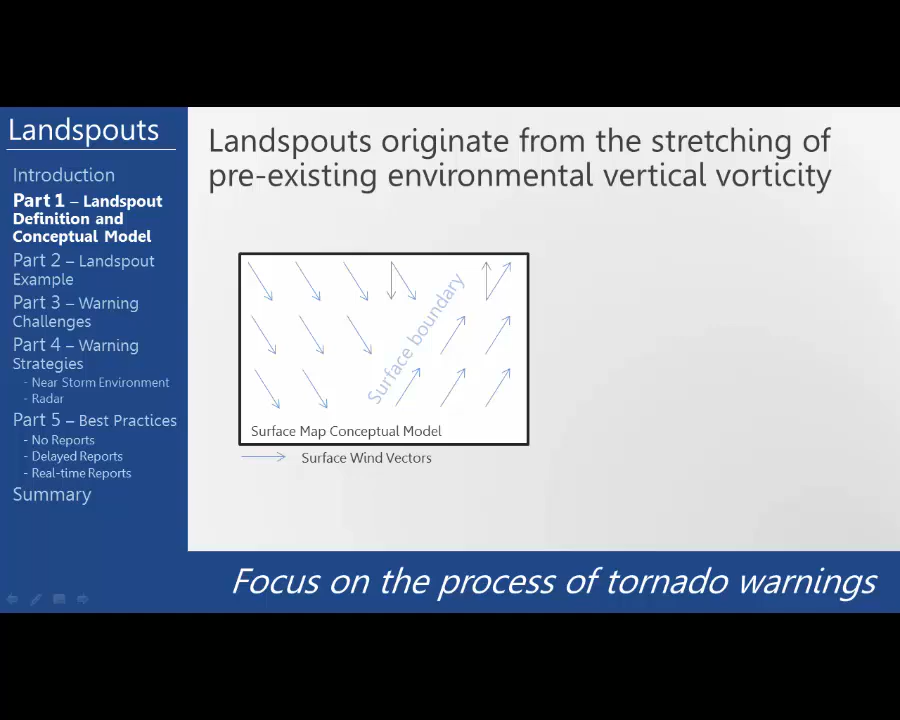 Landspouts
Introduction
Part 1 – Landspout
Definition and
Conceptual Model
Part 2 – Landspout
Example
Part 3 – Warning
Challenges
Part 4 – Warning
Strategies
- Near Storm Environment
- Radar
Part 5 – Best Practices
- No Reports
- Delayed Reports
- Real-time Reports
Summary
Landspouts originate from the stretching of
pre-existing environmental vertical vorticity
Surface boundary
Surface Map Conceptual Model
Surface Wind Vectors
Focus on the process of tornado warnings